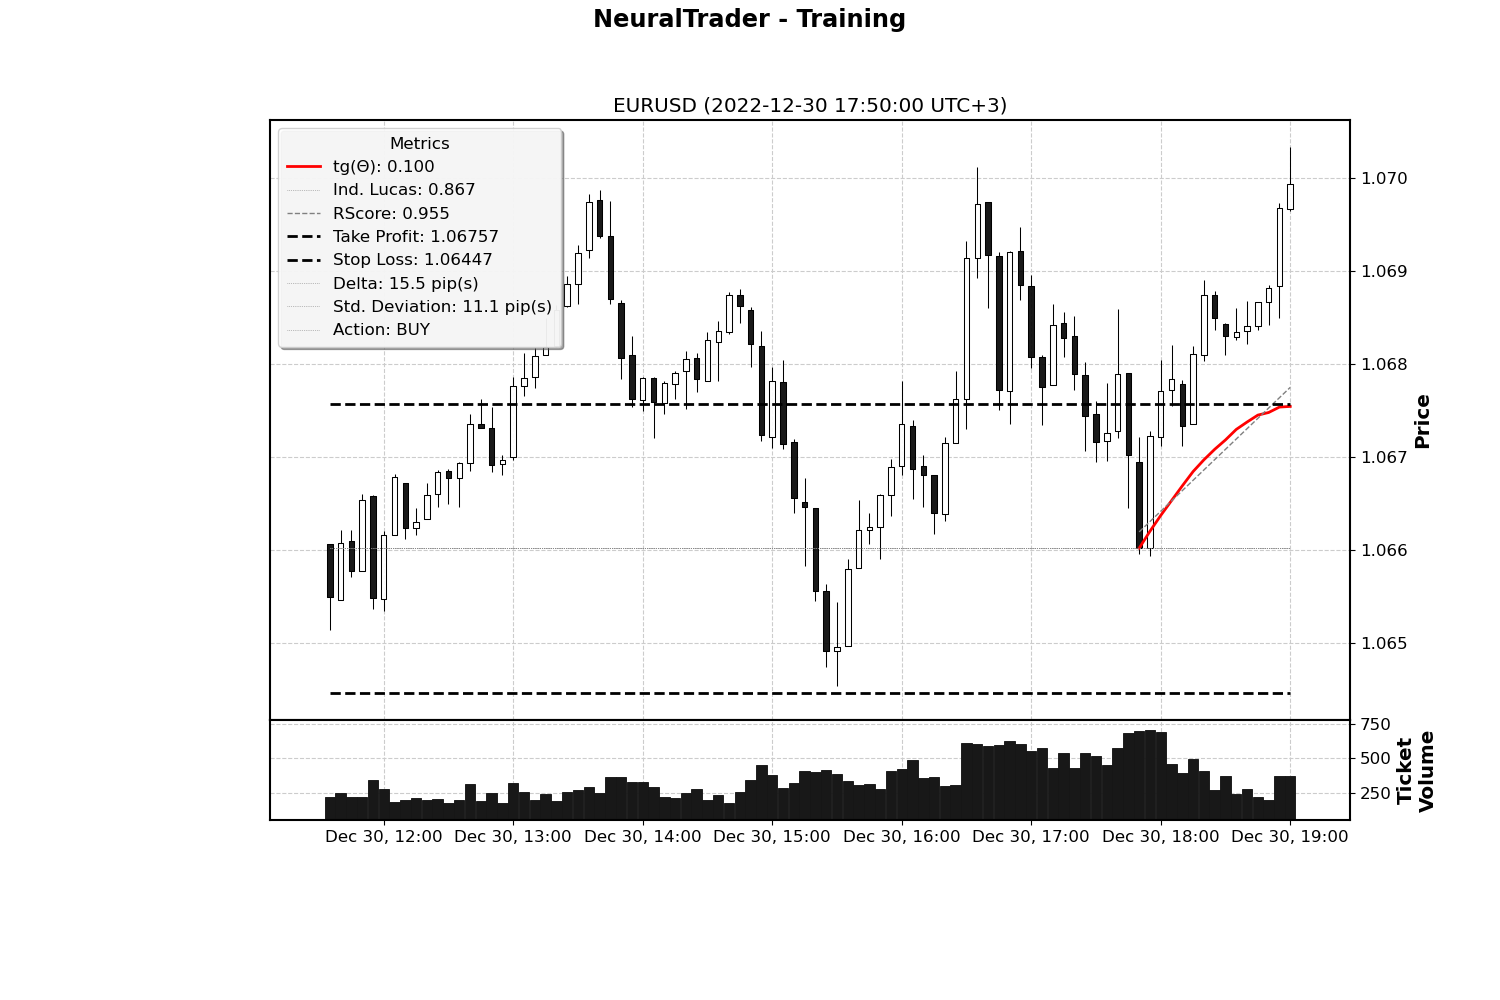 NeuralTrader - Training
EURUSD (2022-12-30 17:50:00 UTC+3)
Metrics
tg(Θ): 0.100
Ind. Lucas: 0.867
RScore: 0.955
Take Profit: 1.06757
Stop Loss: 1.06447
Delta: 15.5 pip(s)
Std. Deviation: 11.1 pip(s)
Action: BUY
1.070
1.069
1.068
1.067
1.066
1.065
Price
750
500
250
Ticket
Volume
Dec 30, 12:00 Dec 30, 13:00 Dec 30, 14:00 Dec 30, 15:00 Dec 30, 16:00 Dec 30, 17:00 Dec 30, 18:00 Dec 30, 19:00